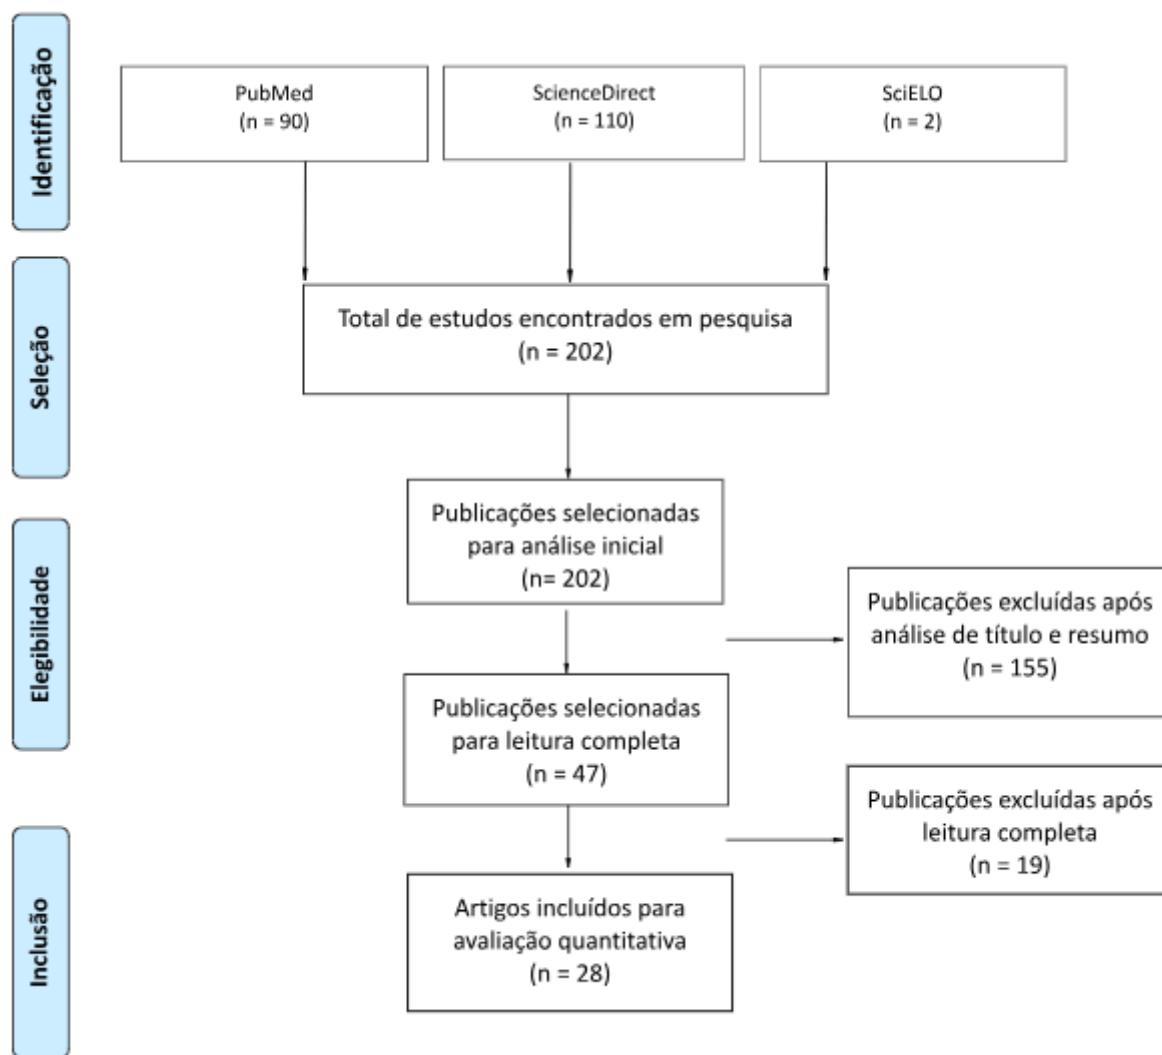 Identificação
PubMed
(n = 90)
ScienceDirect
(n = 110)
SciELO
(n = 2)
Seleção
Total de estudos encontrados em pesquisa
(n = 202)
Elegibilidade
Publicações selecionadas
para análise inicial
(n= 202)
Publicações excluídas após
análise de título e resumo
(n = 155)
Publicações selecionadas
para leitura completa
(n = 47)
Publicações excluídas após
leitura completa
(n = 19)
Inclusão
Artigos incluídos para
avaliação quantitativa
(n = 28)